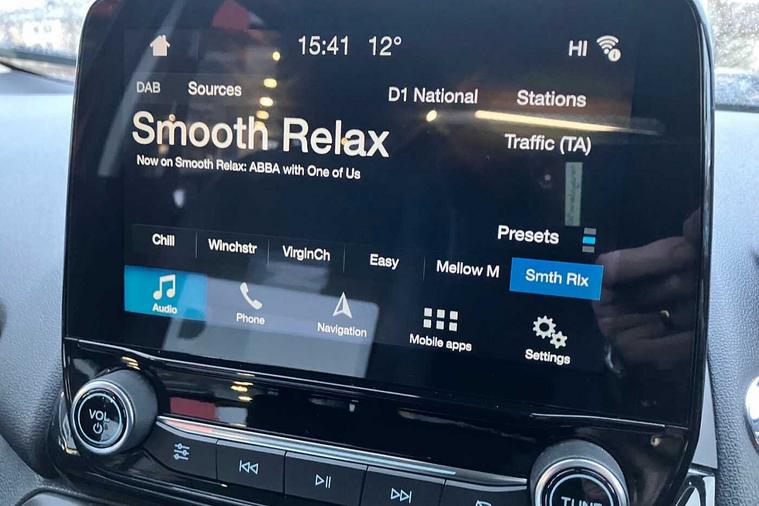 15:41 12° HI
DAB Sources D1 National Stations
Smooth Relax
Traffic (TA)
Now on Smooth Relax: ABBA with One of Us
Presets
Chill Winchstr VirginCh Easy Mellow M Smth Rlx
Audio Phone Navigation Mobile apps Settings
VOL
TUNE